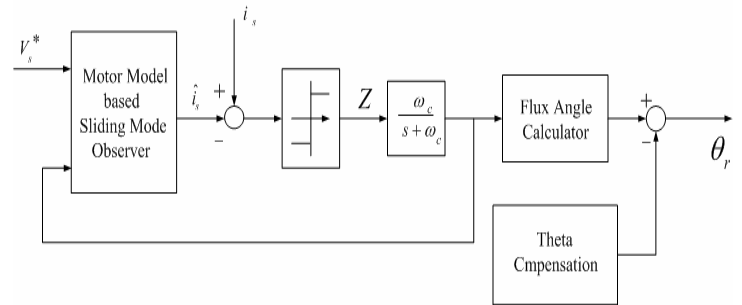 i_s
V_s^*
Motor Model
based
Sliding Mode
Observer
î_s
+
−
Z
ω_c
s + ω_c
Flux Angle
Calculator
+
−
θ_r
Theta
Cmpensation